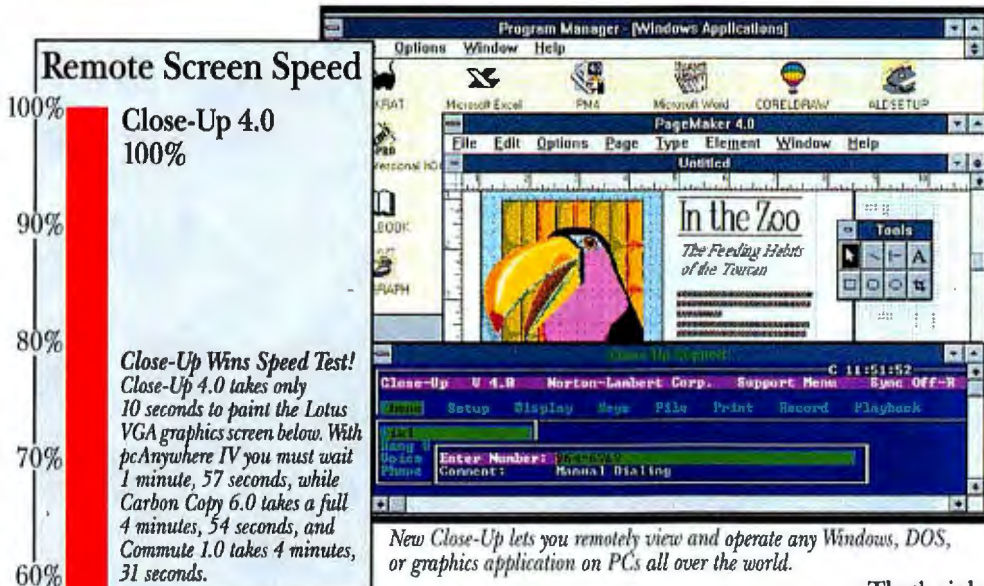 Remote Screen Speed
100%
Close-Up 4.0
100%
90%
80%
70%
60%
Close-Up Wins Speed Test!
Close-Up 4.0 takes only
10 seconds to paint the Lotus
VGA graphics screen below. With
pcAnywhere IV you must wait
1 minute, 57 seconds, while
Carbon Copy 6.0 takes a full
4 minutes, 54 seconds, and
Commute 1.0 takes 4 minutes,
31 seconds.
Program Manager - [Windows Applications]
Options Window Help
Microsoft Excel PM4 Microsoft Word CORELDRAW ALDSETUP
PageMaker 4.0
File Edit Options Page Type Element Window Help
Untitled
In the Zoo
The Feeding Habits
of the Toucan
Tools
A
11:51:52
Close-Up V 4.0 Norton-Lambert Corp. Support Menu Sync Off-R
Setup Display Keys File Print Record Playback
Voice
Phone
Enter Number:
Comment: Manual Dialing
New Close-Up lets you remotely view and operate any Windows, DOS,
or graphics application on PCs all over the world.